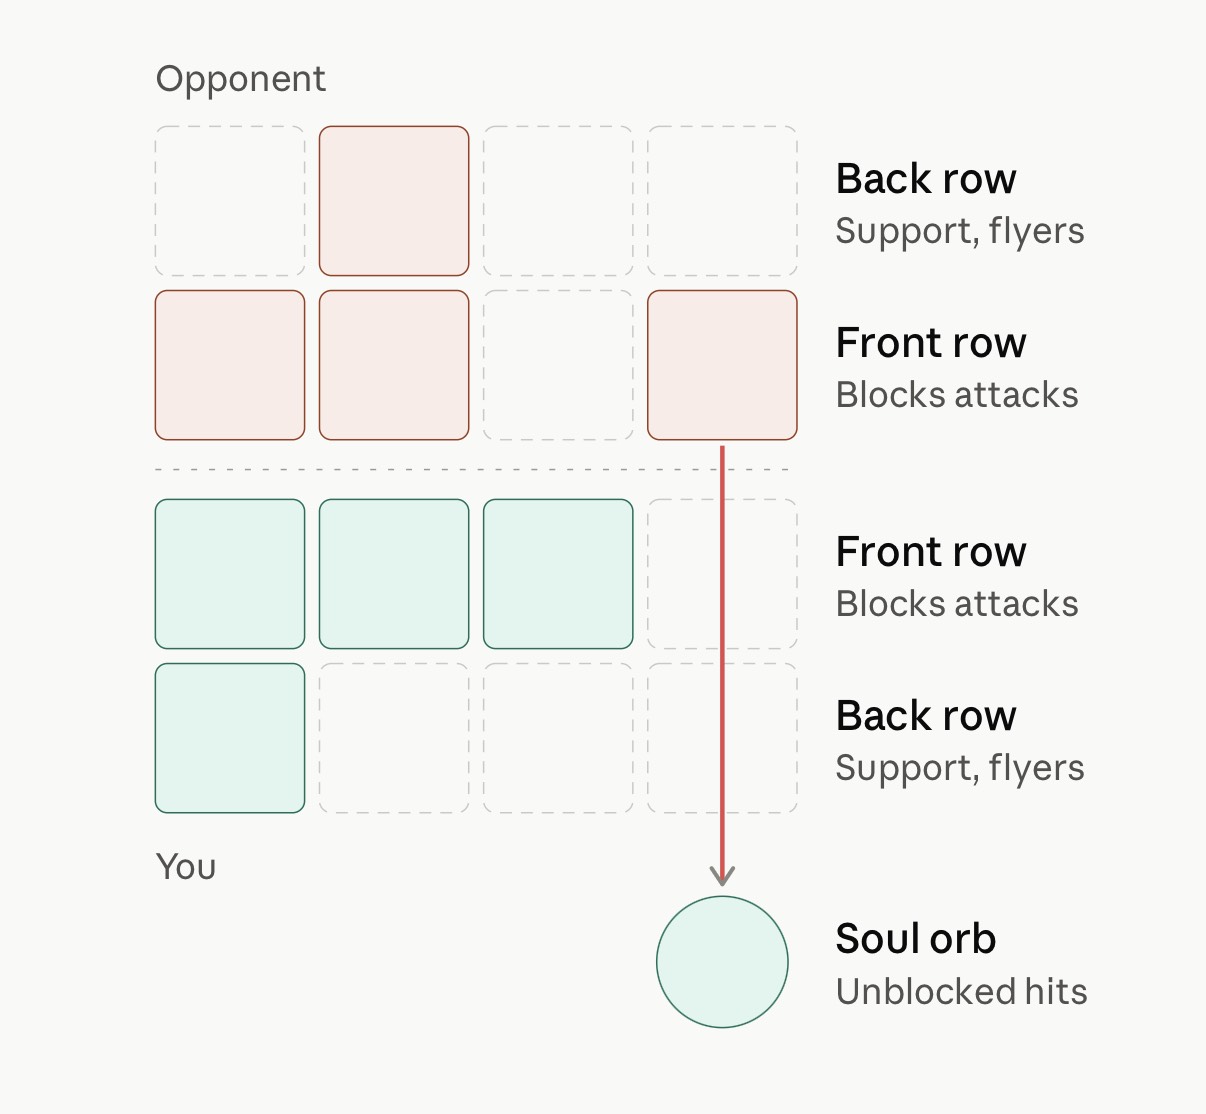 Opponent
Back row
Support, flyers
Front row
Blocks attacks
Front row
Blocks attacks
Back row
Support, flyers
You
Soul orb
Unblocked hits